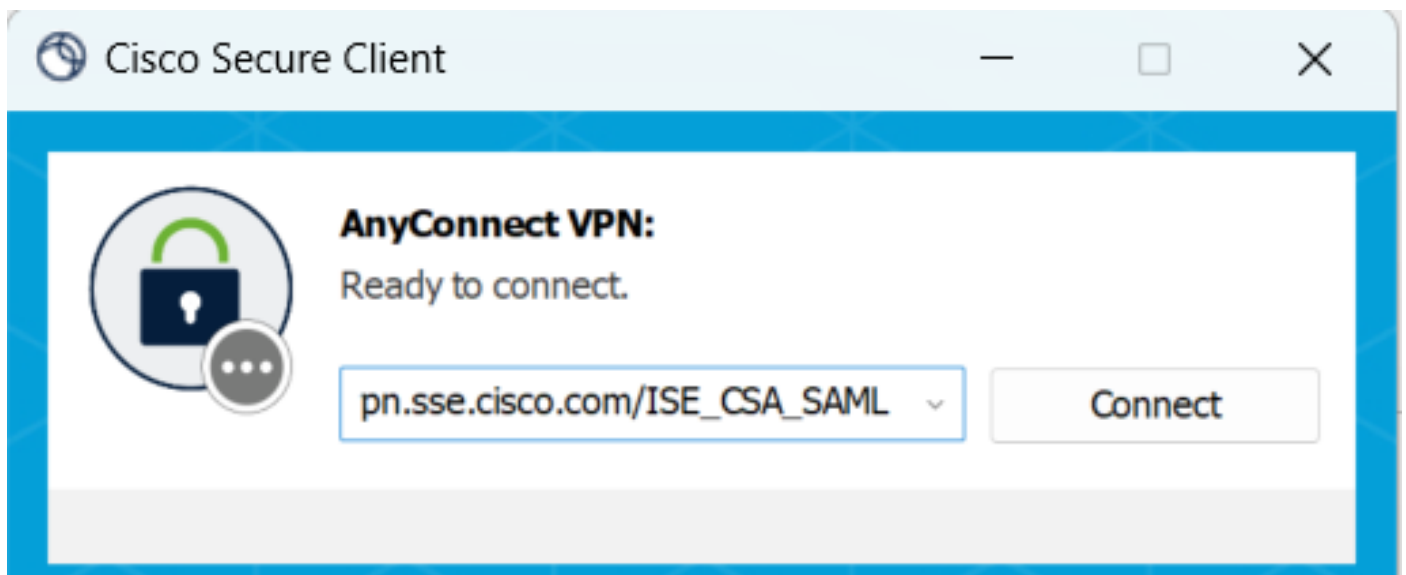 Cisco Secure Client
AnyConnect VPN:
Ready to connect.
pn.sse.cisco.com/ISE_CSA_SAML
Connect